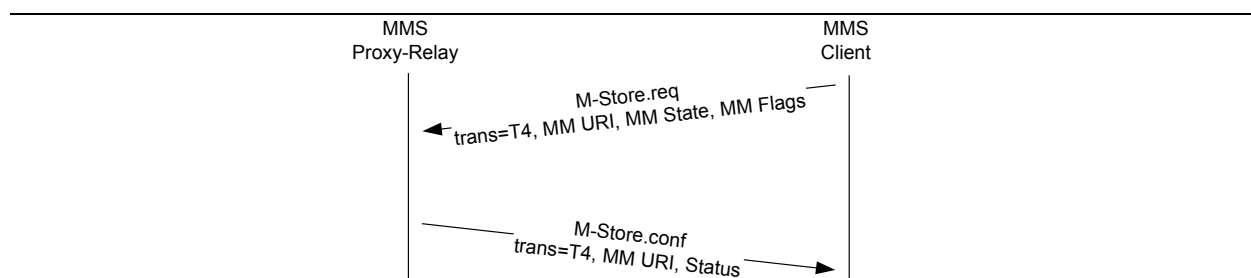 MMS
Proxy-Relay
MMS
Client
M-Store.req
trans=T4, MM URI, MM State, MM Flags
M-Store.conf
trans=T4, MM URI, Status